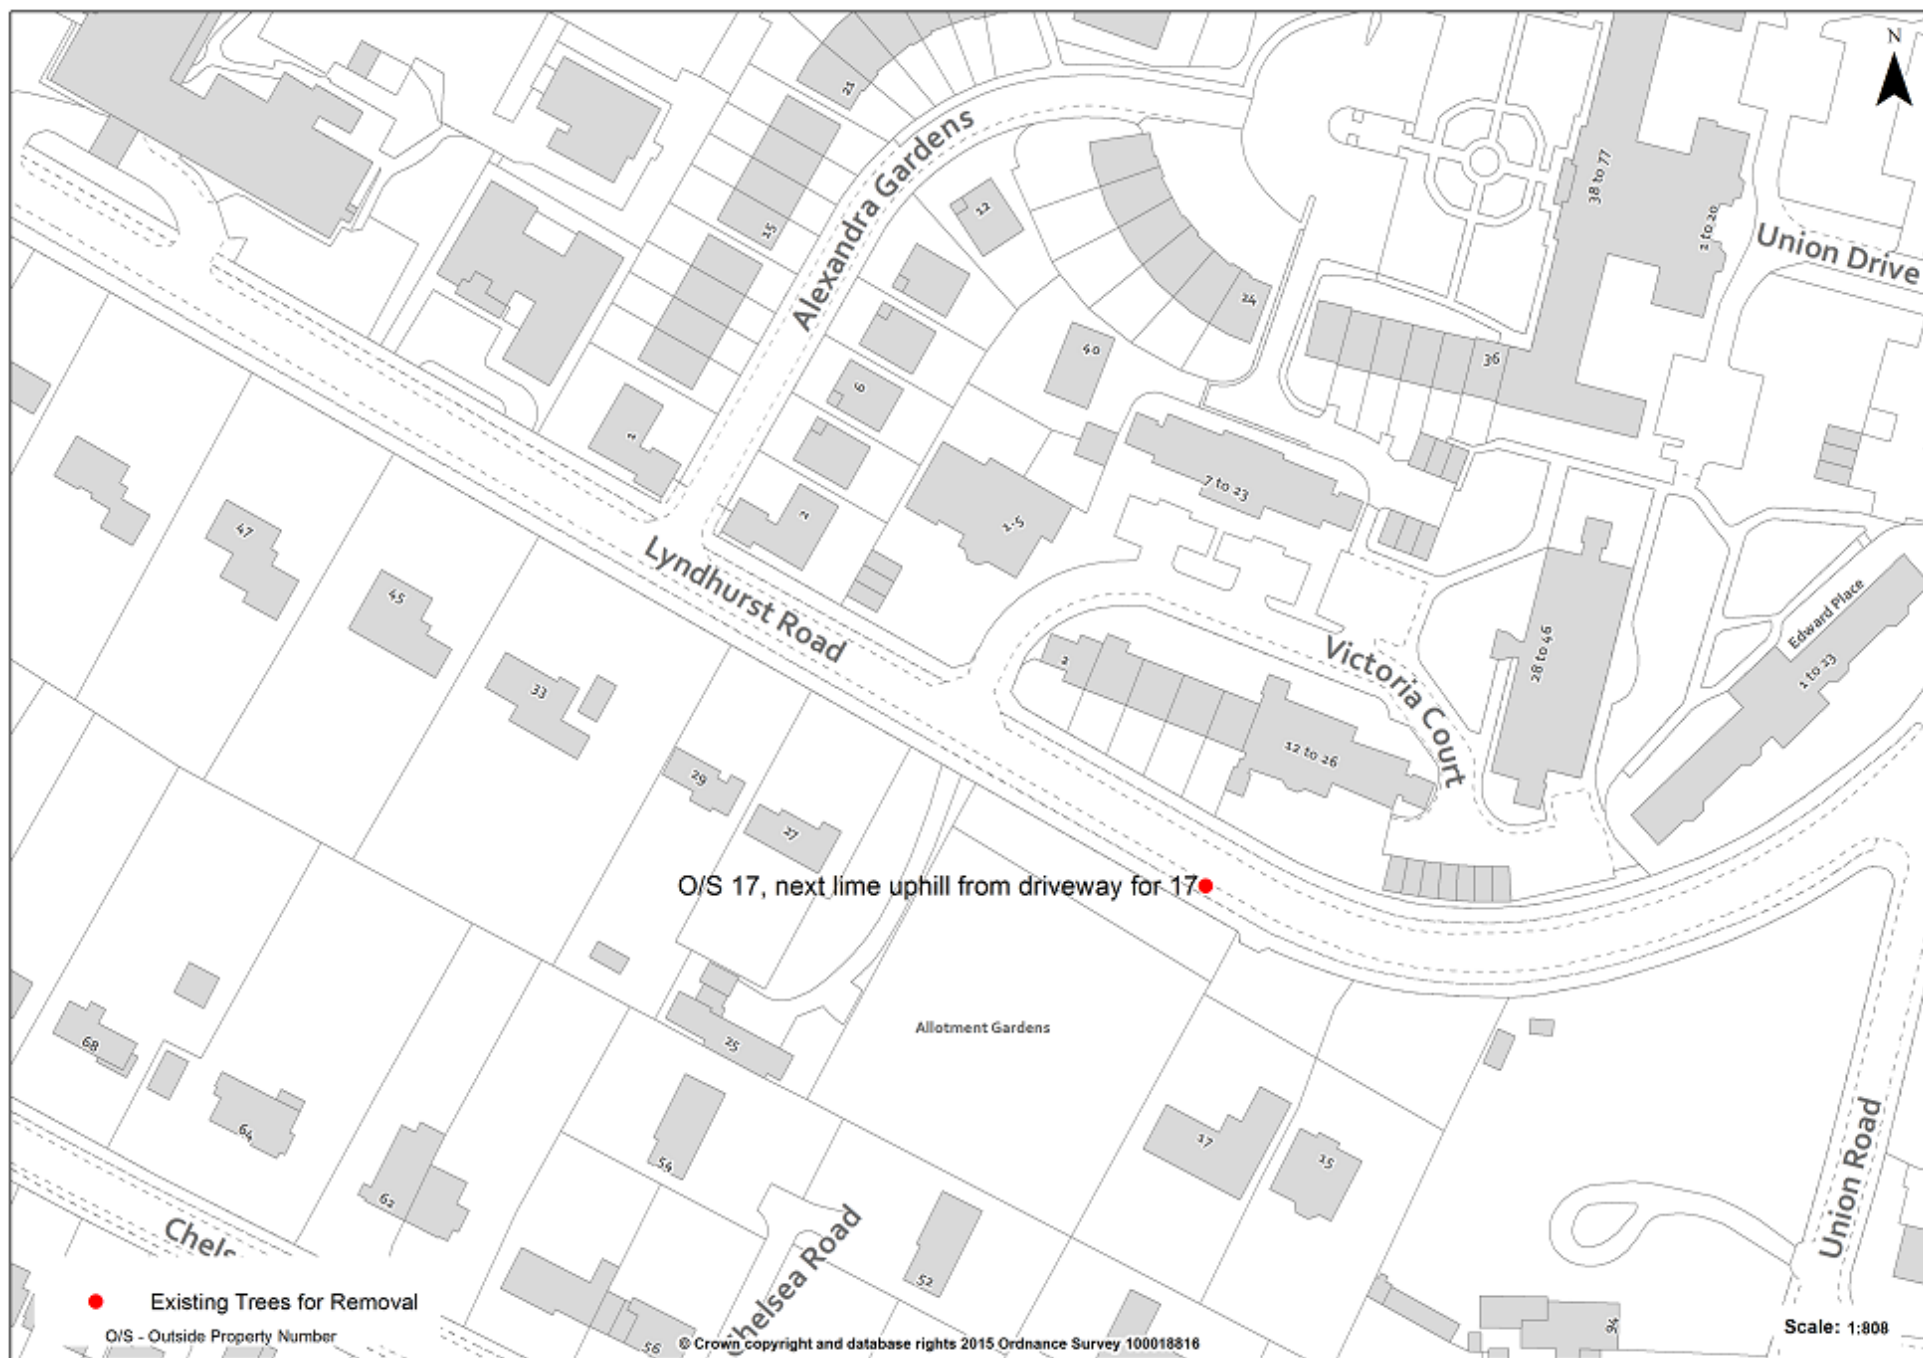 N
21
Alexandra Gardens
15
12
38 to 77
1 to 20
Union Drive
24
40
36
6
1
2
1-5
7 to 23
47
45
Lyndhurst Road
33
2
Victoria Court
28 to 46
Edward Place
1 to 23
12 to 26
29
27
O/S 17, next lime uphill from driveway for 17
Allotment Gardens
25
68
64
62
54
17
15
Union Road
Chels
Chelsea Road
52
56
94
Existing Trees for Removal
O/S - Outside Property Number
© Crown copyright and database rights 2015 Ordnance Survey 100018816
Scale: 1:808